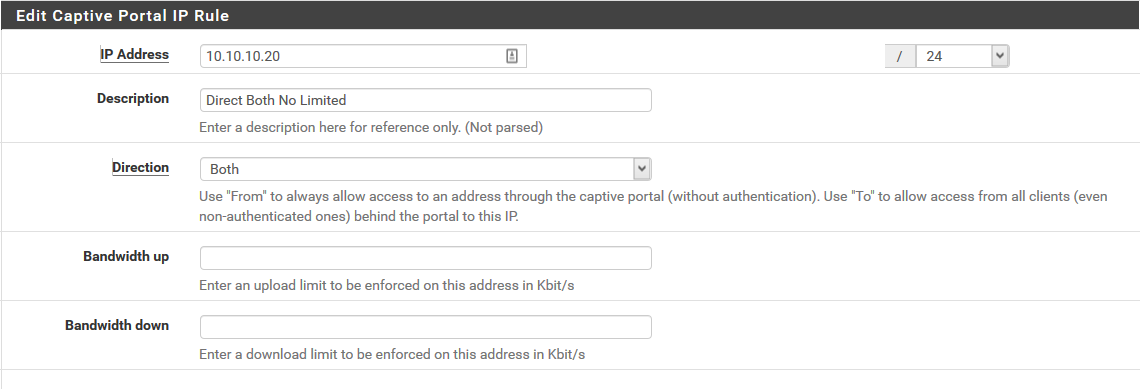 Edit Captive Portal IP Rule
IP Address 10.10.10.20 / 24
Description Direct Both No Limited
Enter a description here for reference only. (Not parsed)
Direction Both
Use "From" to always allow access to an address through the captive portal (without authentication). Use "To" to allow access from all clients (even
non-authenticated ones) behind the portal to this IP.
Bandwidth up
Enter an upload limit to be enforced on this address in Kbit/s
Bandwidth down
Enter a download limit to be enforced on this address in Kbit/s